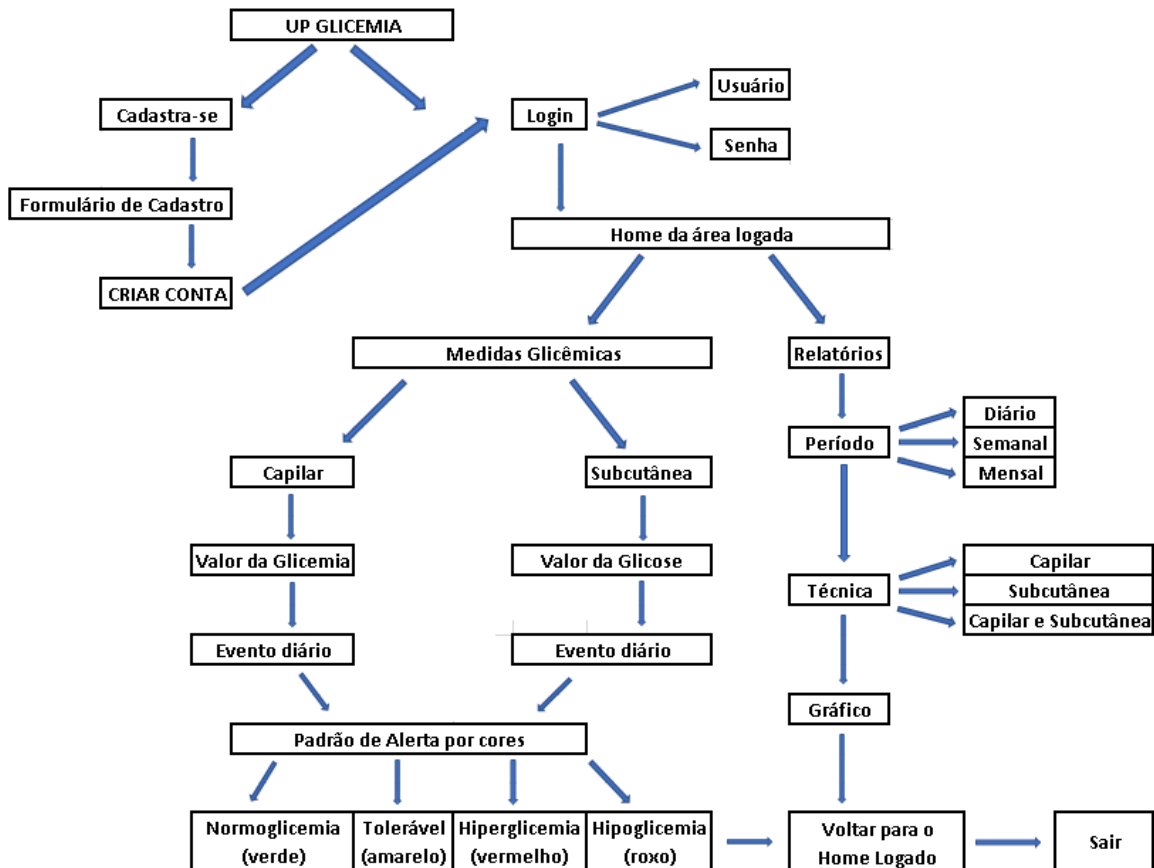 UP GLICEMIA
Cadastra-se
Login
Usuário
Senha
Formulário de Cadastro
Home da área logada
CRIAR CONTA
Medidas Glicêmicas
Relatórios
Período
Diário
Semanal
Mensal
Capilar
Subcutânea
Valor da Glicemia
Valor da Glicose
Técnica
Capilar
Subcutânea
Capilar e Subcutânea
Evento diário
Evento diário
Gráfico
Padrão de Alerta por cores
Normoglicemia
(verde)
Tolerável
(amarelo)
Hiperglicemia
(vermelho)
Hipoglicemia
(roxo)
Voltar para o
Home Logado
Sair